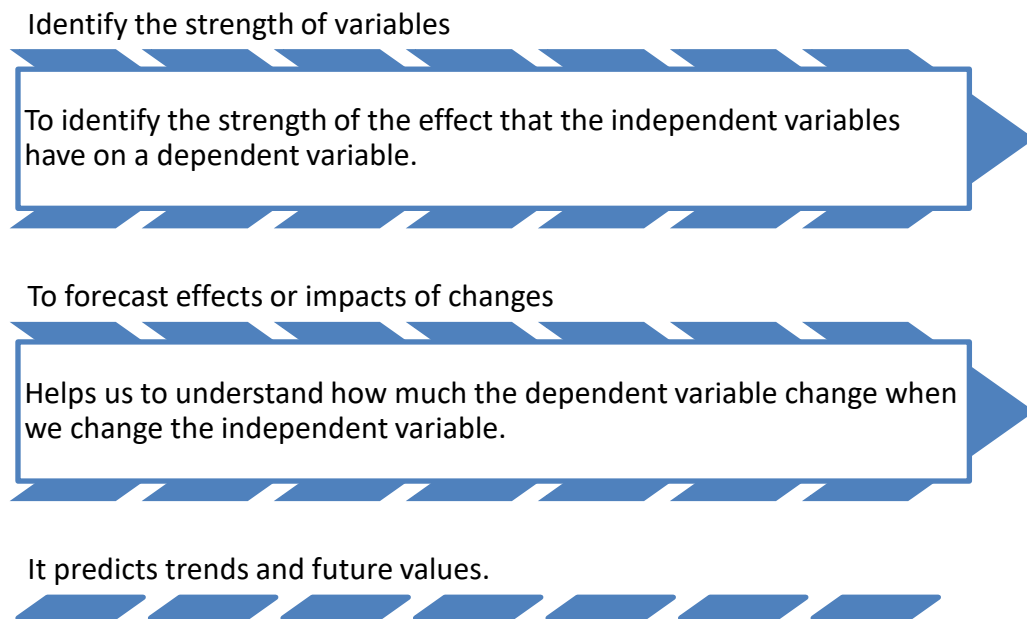 Identify the strength of variables
To identify the strength of the effect that the independent variables
have on a dependent variable.
To forecast effects or impacts of changes
Helps us to understand how much the dependent variable change when
we change the independent variable.
It predicts trends and future values.